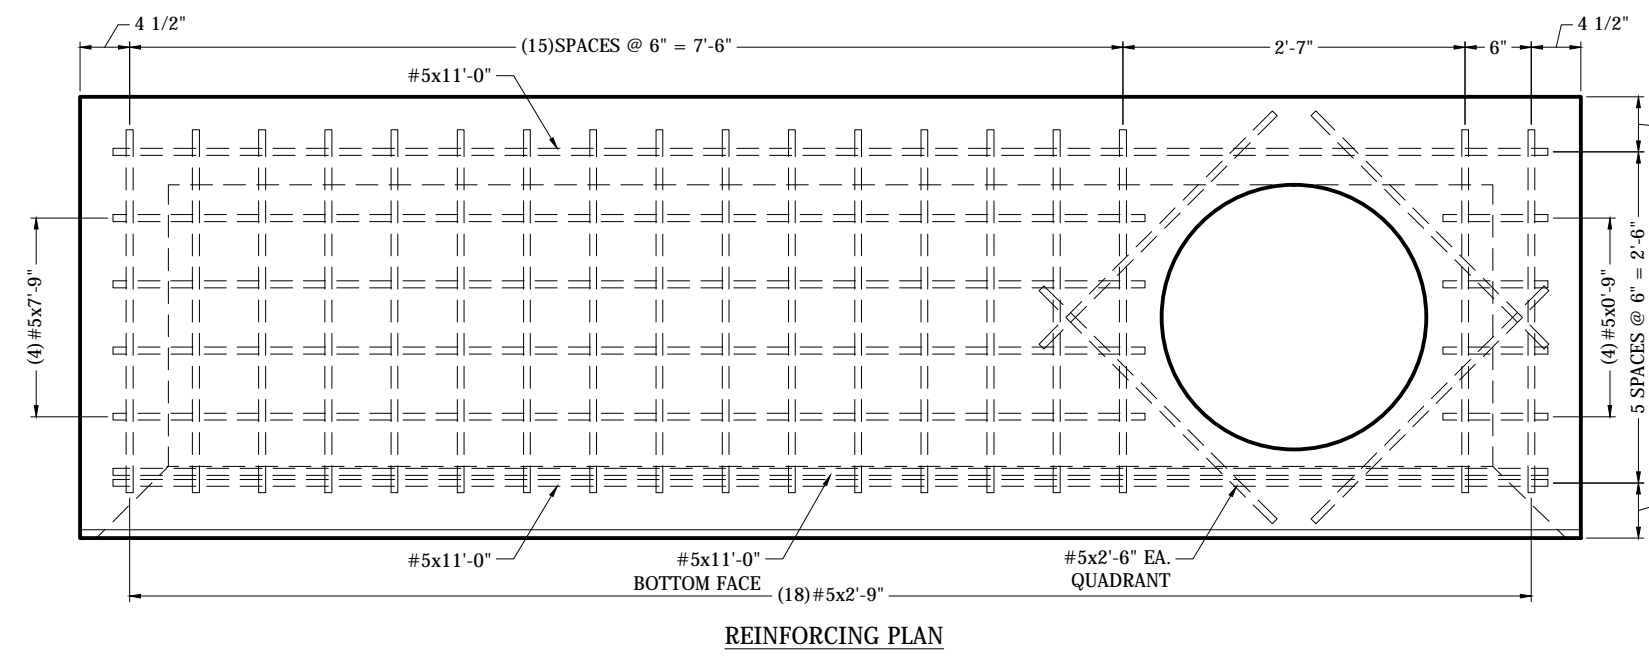 4 1/2"
(15)SPACES @ 6" = 7'-6"
2'-7"
6"
4 1/2"
#5x11'-0"
(4)#5x7'-9"
(4)#5x0'-9"
5 SPACES @ 6" = 2'-6"
#5x11'-0"
#5x11'-0"
BOTTOM FACE
#5x2'-6" EA.
QUADRANT
(18)#5x2'-9"
REINFORCING PLAN